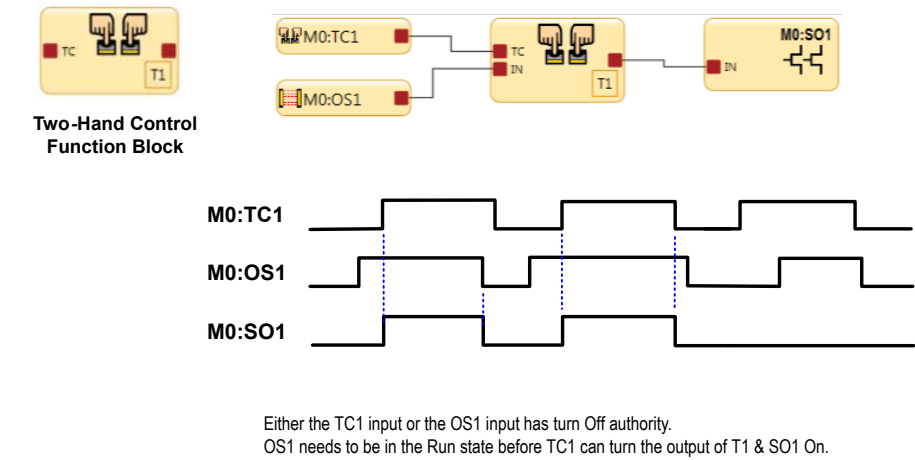 TC
T1
Two-Hand Control
Function Block
M0:TC1
M0:OS1
TC
IN
T1
M0:SO1
IN
M0:TC1
M0:OS1
M0:SO1
Either the TC1 input or the OS1 input has turn Off authority.
OS1 needs to be in the Run state before TC1 can turn the output of T1 & SO1 On.